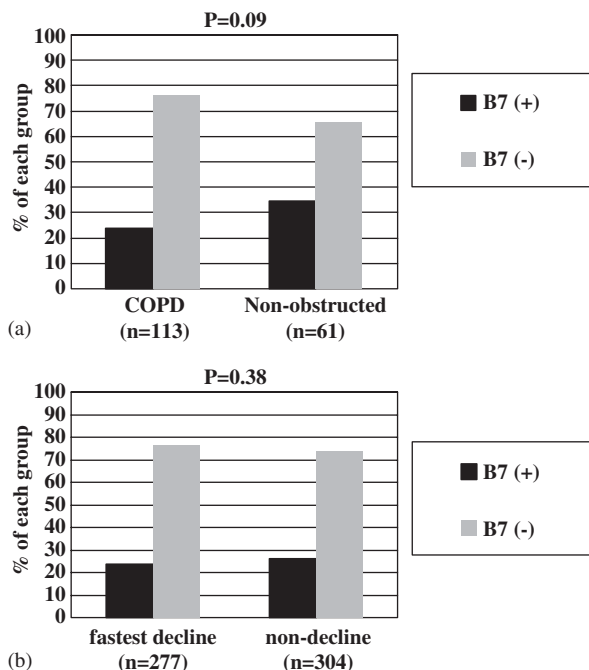 P=0.09
100
90
80
70
60
50
40
30
20
10
0
% of each group
COPD
(n=113)
Non-obstructed
(n=61)
B7 (+)
B7 (-)
(a)
P=0.38
100
90
80
70
60
50
40
30
20
10
0
% of each group
fastest decline
(n=277)
non-decline
(n=304)
B7 (+)
B7 (-)
(b)